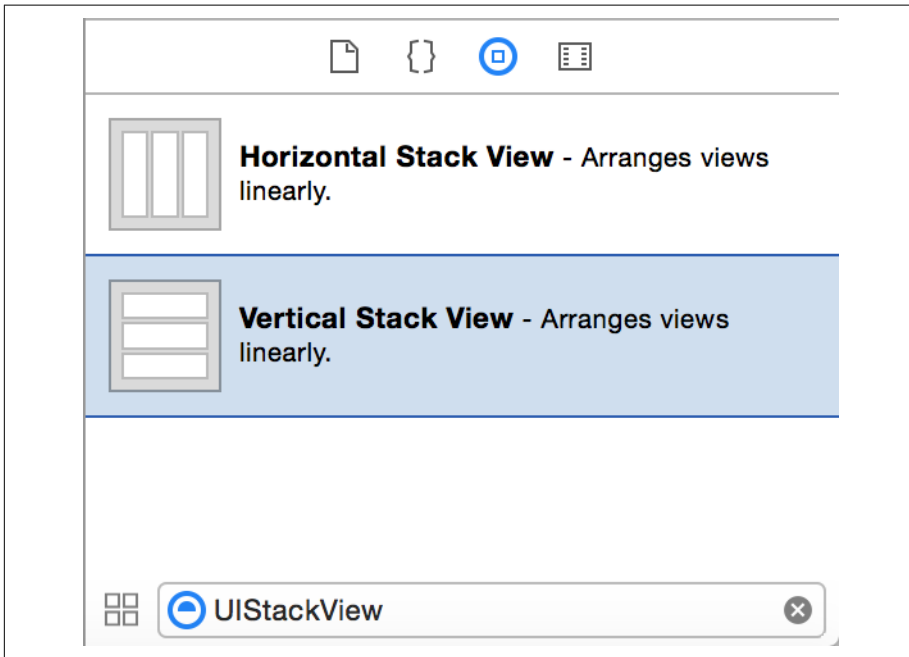 Horizontal Stack View - Arranges views
linearly.
Vertical Stack View - Arranges views
linearly.
UIStackView